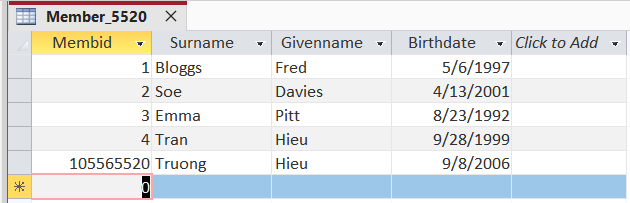 Member_5520
Membid Surname Givenname Birthdate Click to Add
1 Bloggs Fred 5/6/1997
2 Soe Davies 4/13/2001
3 Emma Pitt 8/23/1992
4 Tran Hieu 9/28/1999
105565520 Truong Hieu 9/8/2006
0